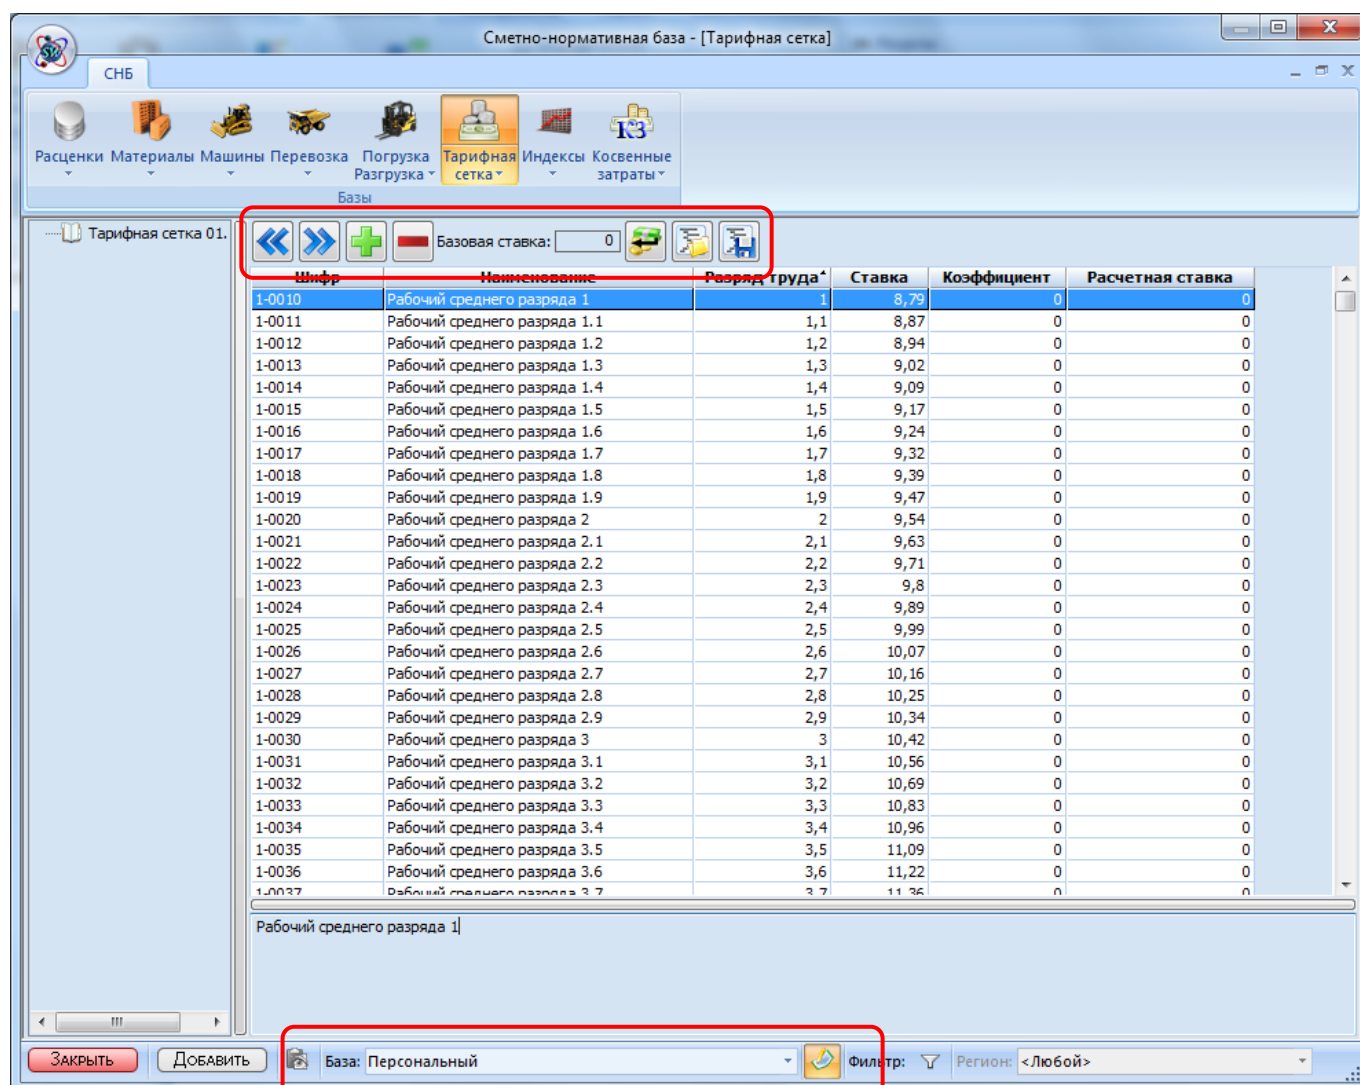 Сметно-нормативная база - [Тарифная сетка]
СНБ
Расценки Материалы Машины Перевозка Погрузка Разгрузка Тарифная сетка Индексы Косвенные затраты
КЗ
Базы
Тарифная сетка 01.
Базовая ставка: 0
Шифр Наименование Разряд труда Ставка Коэффициент Расчетная ставка
1-0010 Рабочий среднего разряда 1 1 8,79 0 0
1-0011 Рабочий среднего разряда 1.1 1,1 8,87 0 0
1-0012 Рабочий среднего разряда 1.2 1,2 8,94 0 0
1-0013 Рабочий среднего разряда 1.3 1,3 9,02 0 0
1-0014 Рабочий среднего разряда 1.4 1,4 9,09 0 0
1-0015 Рабочий среднего разряда 1.5 1,5 9,17 0 0
1-0016 Рабочий среднего разряда 1.6 1,6 9,24 0 0
1-0017 Рабочий среднего разряда 1.7 1,7 9,32 0 0
1-0018 Рабочий среднего разряда 1.8 1,8 9,39 0 0
1-0019 Рабочий среднего разряда 1.9 1,9 9,47 0 0
1-0020 Рабочий среднего разряда 2 2 9,54 0 0
1-0021 Рабочий среднего разряда 2.1 2,1 9,63 0 0
1-0022 Рабочий среднего разряда 2.2 2,2 9,71 0 0
1-0023 Рабочий среднего разряда 2.3 2,3 9,8 0 0
1-0024 Рабочий среднего разряда 2.4 2,4 9,89 0 0
1-0025 Рабочий среднего разряда 2.5 2,5 9,99 0 0
1-0026 Рабочий среднего разряда 2.6 2,6 10,07 0 0
1-0027 Рабочий среднего разряда 2.7 2,7 10,16 0 0
1-0028 Рабочий среднего разряда 2.8 2,8 10,25 0 0
1-0029 Рабочий среднего разряда 2.9 2,9 10,34 0 0
1-0030 Рабочий среднего разряда 3 3 10,42 0 0
1-0031 Рабочий среднего разряда 3.1 3,1 10,56 0 0
1-0032 Рабочий среднего разряда 3.2 3,2 10,69 0 0
1-0033 Рабочий среднего разряда 3.3 3,3 10,83 0 0
1-0034 Рабочий среднего разряда 3.4 3,4 10,96 0 0
1-0035 Рабочий среднего разряда 3.5 3,5 11,09 0 0
1-0036 Рабочий среднего разряда 3.6 3,6 11,22 0 0
1-0037 Рабочий среднего разряда 3.7 3,7 11,36 0 0
Рабочий среднего разряда 1
Закрыть Добавить База: Персональный Фильтр: Регион: <Любой>